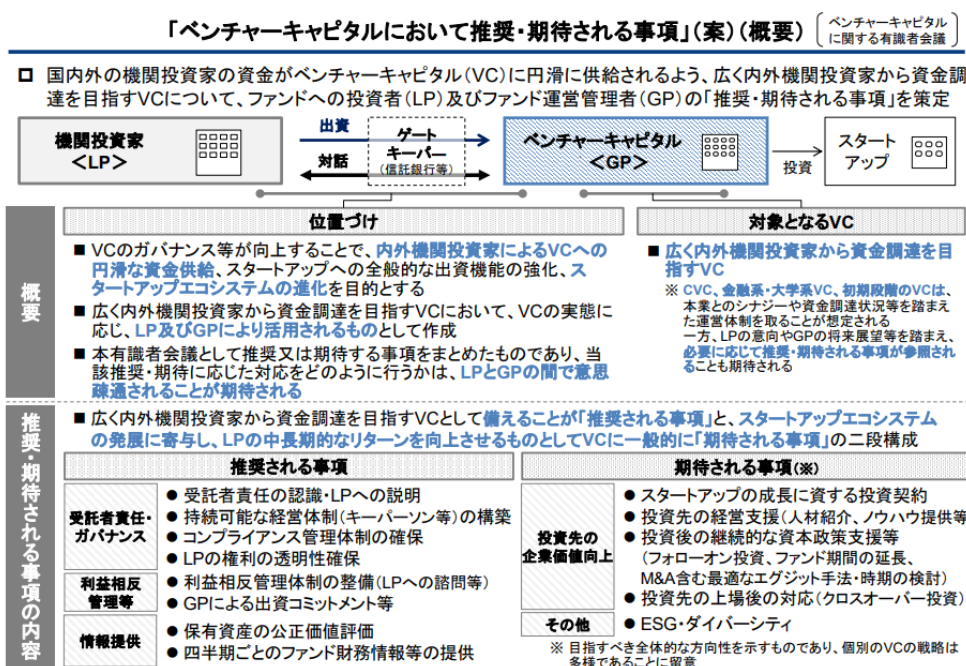 「ベンチャーキャピタルにおいて推奨・期待される事項」（案）（概要）
ベンチャーキャピタル
に関する有識者会議
国内外の機関投資家の資金がベンチャーキャピタル（VC）に円滑に供給されるよう、広く内外機関投資家から資金調
達を目指すVCについて、ファンドへの投資者（LP）及びファンド運営管理者（GP）の「推奨・期待される事項」を策定
機関投資家
＜LP＞
出資
対話
ゲート
キーパー
（信託銀行等）
ベンチャーキャピタル
＜GP＞
投資
スタート
アップ
概要
位置づけ
■ VCのガバナンス等が向上することで、内外機関投資家によるVCへの
円滑な資金供給、スタートアップへの全般的な出資機能の強化、ス
タートアップエコシステムの進化を目的とする
■ 広く内外機関投資家から資金調達を目指すVCにおいて、VCの実態に
応じ、LP及びGPにより活用されるものとして作成
■ 本有識者会議として推奨又は期待する事項をまとめたものであり、当
該推奨・期待に応じた対応をどのように行うかは、LPとGPの間で意思
疎通されることが期待される
対象となるVC
■ 広く内外機関投資家から資金調達を目
指すVC
※ CVC、金融系・大学系VC、初期段階のVCは、
本業とのシナジーや資金調達状況等を踏まえ
た運営体制を取ることが想定される
一方、LPの意向やGPの将来展望等を踏まえ、
必要に応じて推奨・期待される事項が参照され
ることも期待される
推奨・期待される事項の内容
■ 広く内外機関投資家から資金調達を目指すVCとして備えることが「推奨される事項」と、スタートアップエコシステム
の発展に寄与し、LPの中長期的なリターンを向上させるものとしてVCに一般的に「期待される事項」の二段構成
推奨される事項
受託者責任・
ガバナンス
● 受託者責任の認識・LPへの説明
● 持続可能な経営体制（キーパーソン等）の構築
● コンプライアンス管理体制の確保
● LPの権利の透明性確保
利益相反
管理等
● 利益相反管理体制の整備（LPへの諮問等）
● GPによる出資コミットメント等
情報提供
● 保有資産の公正価値評価
● 四半期ごとのファンド財務情報等の提供
期待される事項（※）
投資先の
企業価値向上
● スタートアップの成長に資する投資契約
● 投資先の経営支援（人材紹介、ノウハウ提供等）
● 投資後の継続的な資本政策支援等
（フォローオン投資、ファンド期間の延長、
M&A含む最適なエグジット手法・時期の検討）
● 投資先の上場後の対応（クロスオーバー投資）
その他
● ESG・ダイバーシティ
※ 目指すべき全体的な方向性を示すものであり、個別のVCの戦略は
多様であることに留意